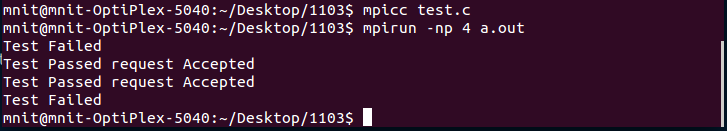 mnit@mnit-OptiPlex-5040:~/Desktop/1103$ mpicc test.c
mnit@mnit-OptiPlex-5040:~/Desktop/1103$ mpirun -np 4 a.out
Test Failed
Test Passed request Accepted
Test Passed request Accepted
Test Failed
mnit@mnit-OptiPlex-5040:~/Desktop/1103$